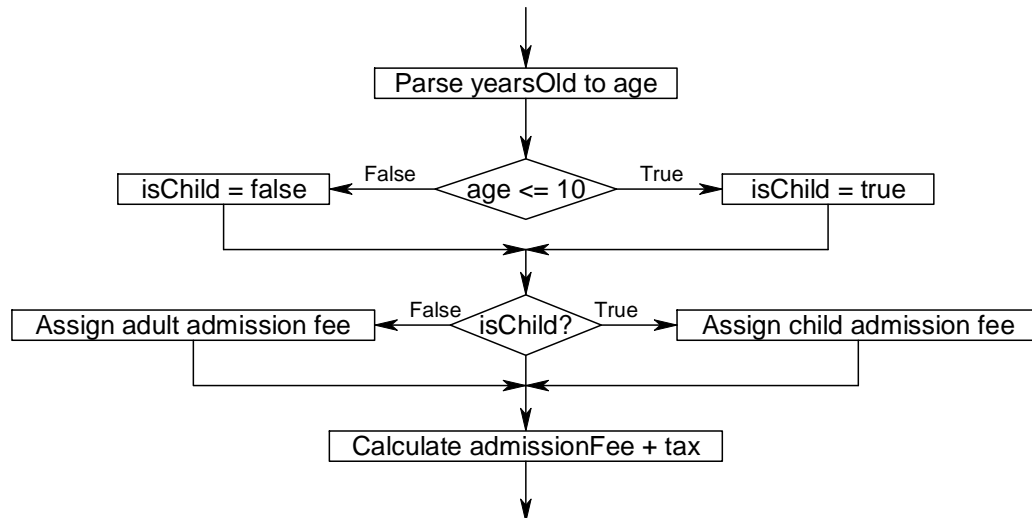 Parse yearsOld to age
False
True
isChild = false
age <= 10
isChild = true
False
True
Assign adult admission fee
isChild?
Assign child admission fee
Calculate admissionFee + tax